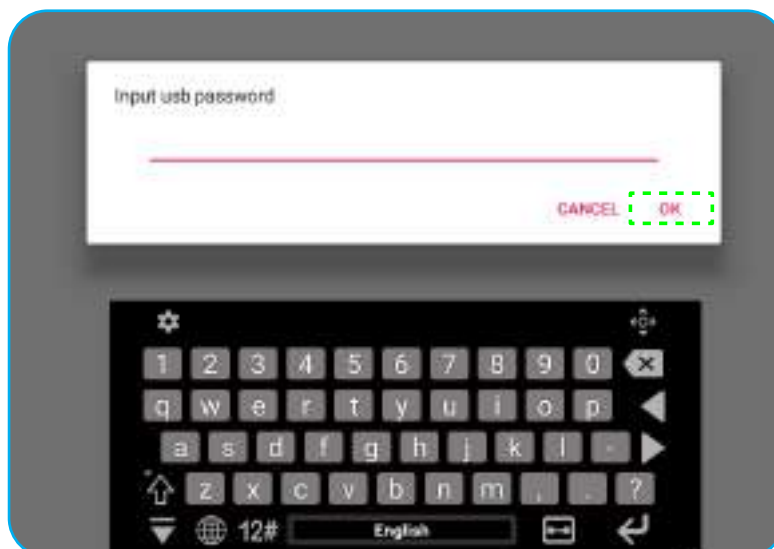 Input usb password
CANCEL OK
1 2 3 4 5 6 7 8 9 0
q w e r t y u i o p
a s d f g h j k l -
z x c v b n m , . ?
12# English